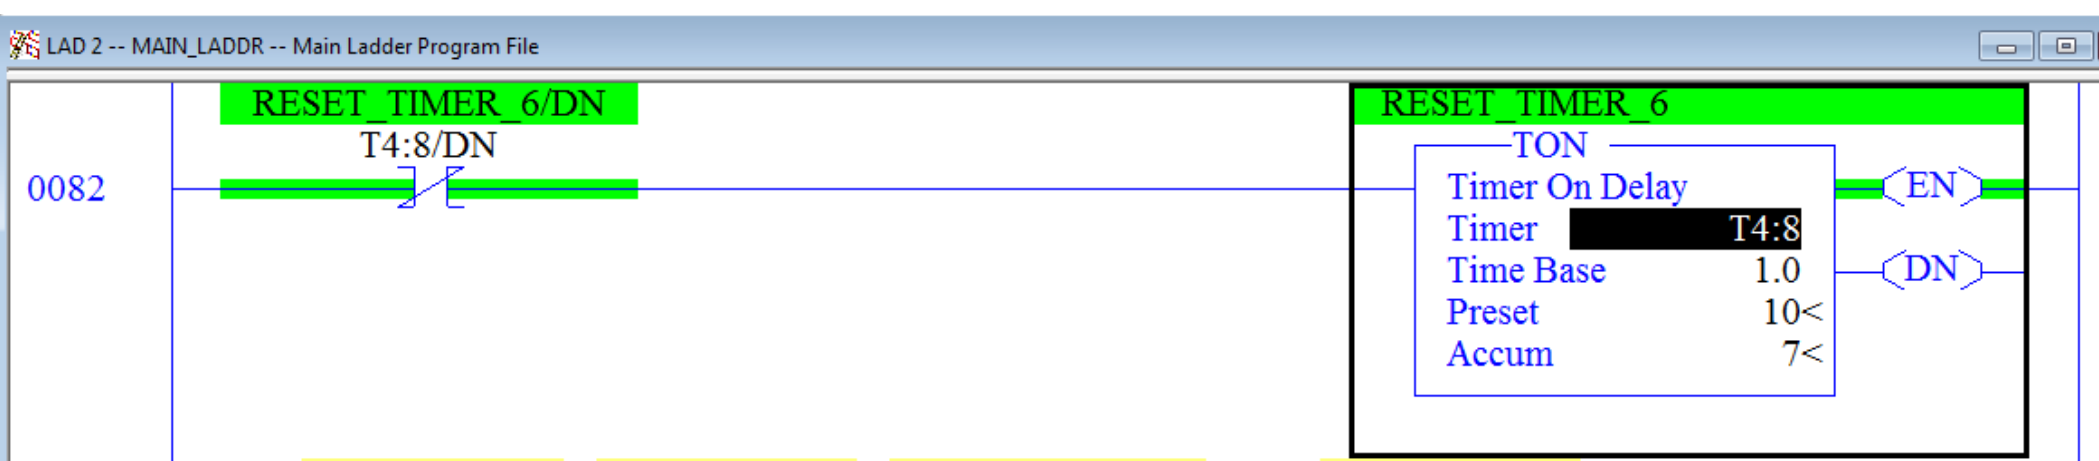 LAD 2 -- MAIN_LADDR -- Main Ladder Program File
RESET_TIMER_6/DN
T4:8/DN
0082
RESET_TIMER_6
TON
Timer On Delay
EN
Timer T4:8
Time Base 1.0
DN
Preset 10<
Accum 7<